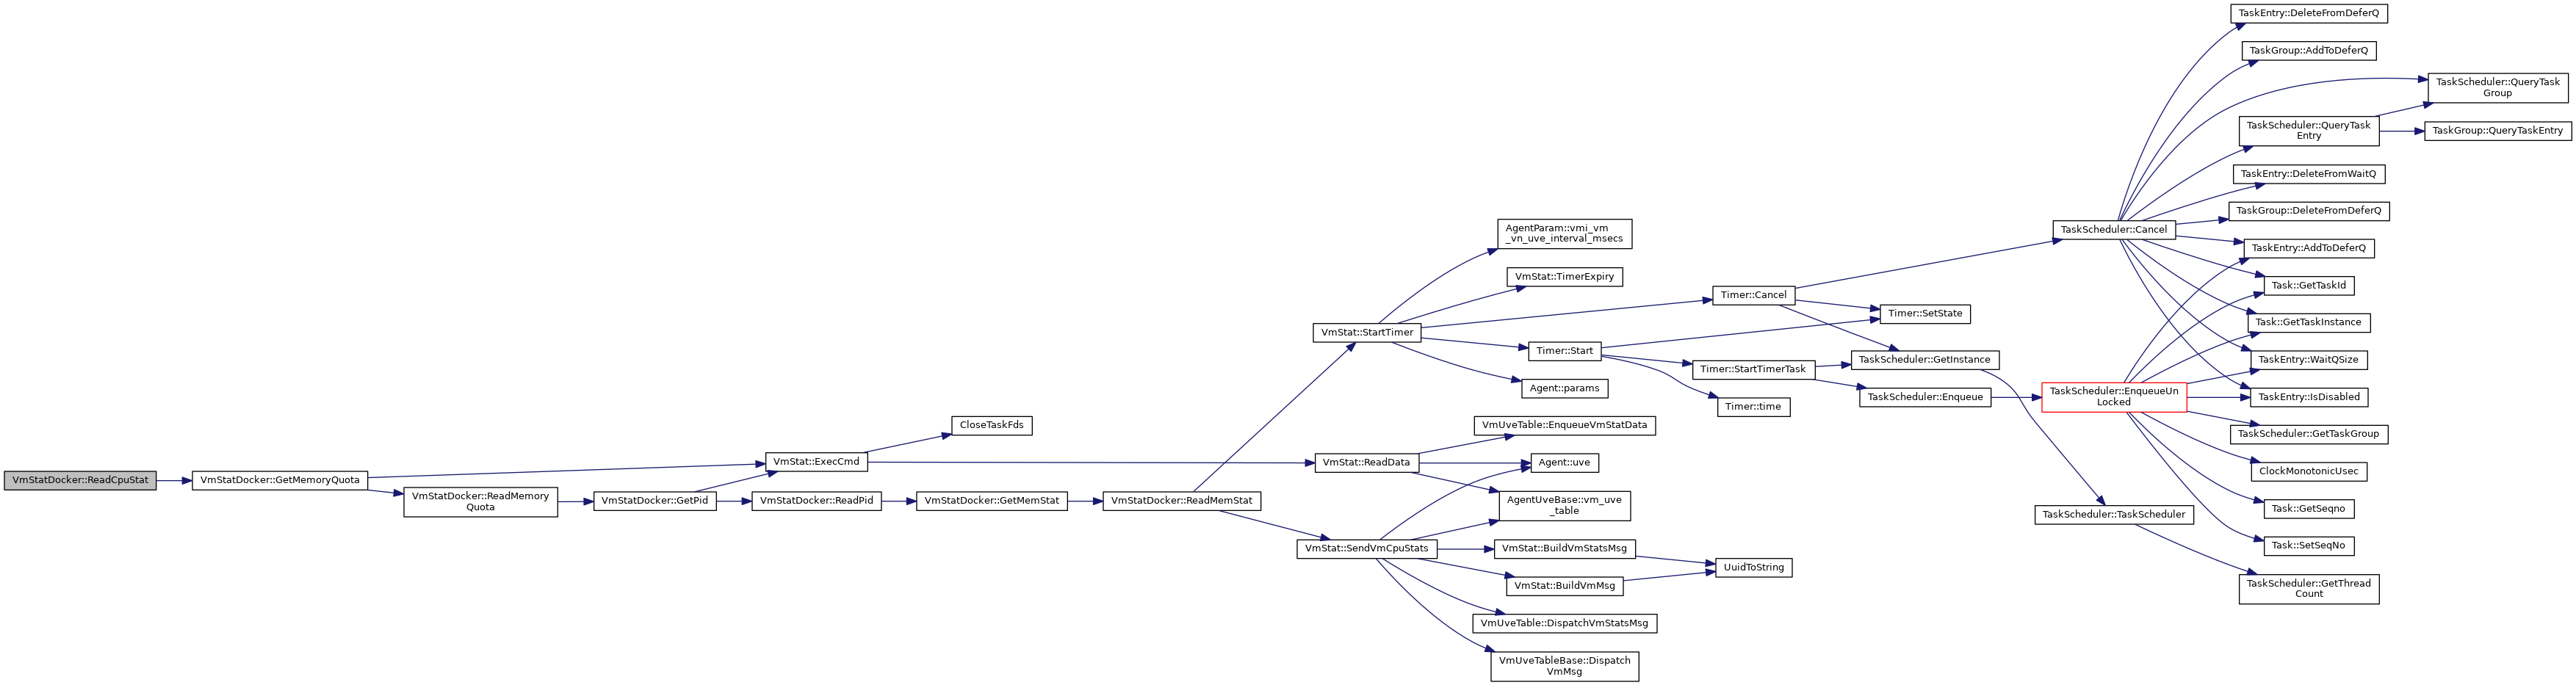 VmStatDocker::ReadCpuStat
VmStatDocker::GetMemoryQuota
VmStatDocker::ReadMemory
Quota
VmStatDocker::GetPid
VmStat::ExecCmd
VmStatDocker::ReadPid
CloseTaskFds
VmStatDocker::GetMemStat
VmStatDocker::ReadMemStat
VmStat::StartTimer
VmStat::ReadData
VmStat::SendVmCpuStats
AgentParam::vmi_vm
_vn_uve_interval_msecs
VmStat::TimerExpiry
Timer::Start
Agent::params
VmUveTable::EnqueueVmStatData
Agent::uve
AgentUveBase::vm_uve
_table
VmStat::BuildVmStatsMsg
VmStat::BuildVmMsg
VmUveTable::DispatchVmStatsMsg
VmUveTableBase::Dispatch
VmMsg
Timer::Cancel
Timer::StartTimerTask
Timer::time
UuidToString
Timer::SetState
TaskScheduler::GetInstance
TaskScheduler::Enqueue
TaskScheduler::Cancel
TaskScheduler::EnqueueUn
Locked
TaskScheduler::TaskScheduler
TaskEntry::DeleteFromDeferQ
TaskGroup::AddToDeferQ
TaskScheduler::QueryTask
Group
TaskScheduler::QueryTask
Entry
TaskGroup::QueryTaskEntry
TaskEntry::DeleteFromWaitQ
TaskGroup::DeleteFromDeferQ
TaskEntry::AddToDeferQ
Task::GetTaskId
Task::GetTaskInstance
TaskEntry::WaitQSize
TaskEntry::IsDisabled
TaskScheduler::GetTaskGroup
ClockMonotonicUsec
Task::GetSeqno
Task::SetSeqNo
TaskScheduler::GetThread
Count